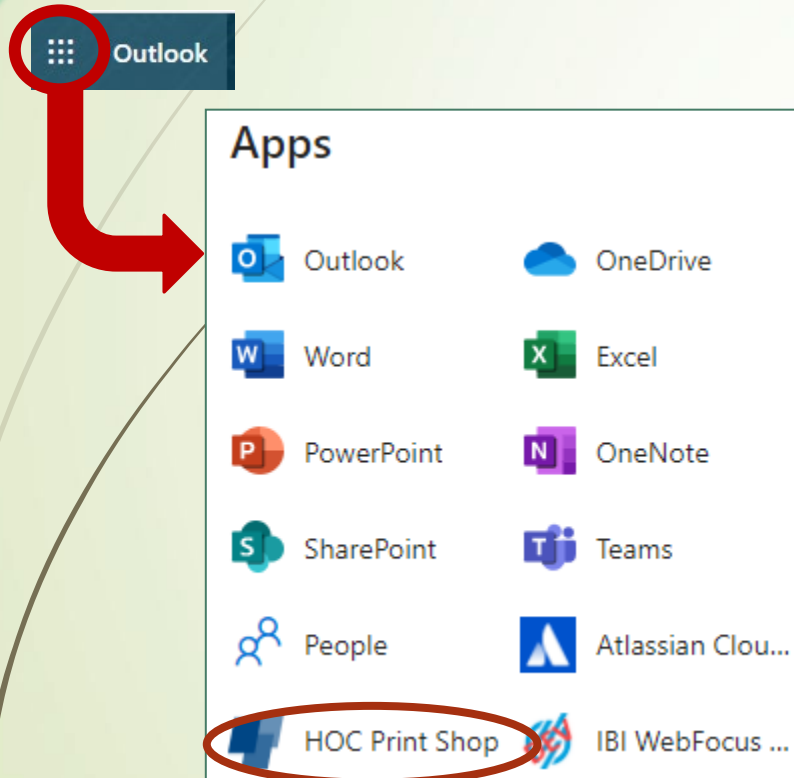 Outlook
Apps
Outlook OneDrive
Word Excel
PowerPoint OneNote
SharePoint Teams
People Atlassian Clou...
HOC Print Shop IBI WebFocus ...